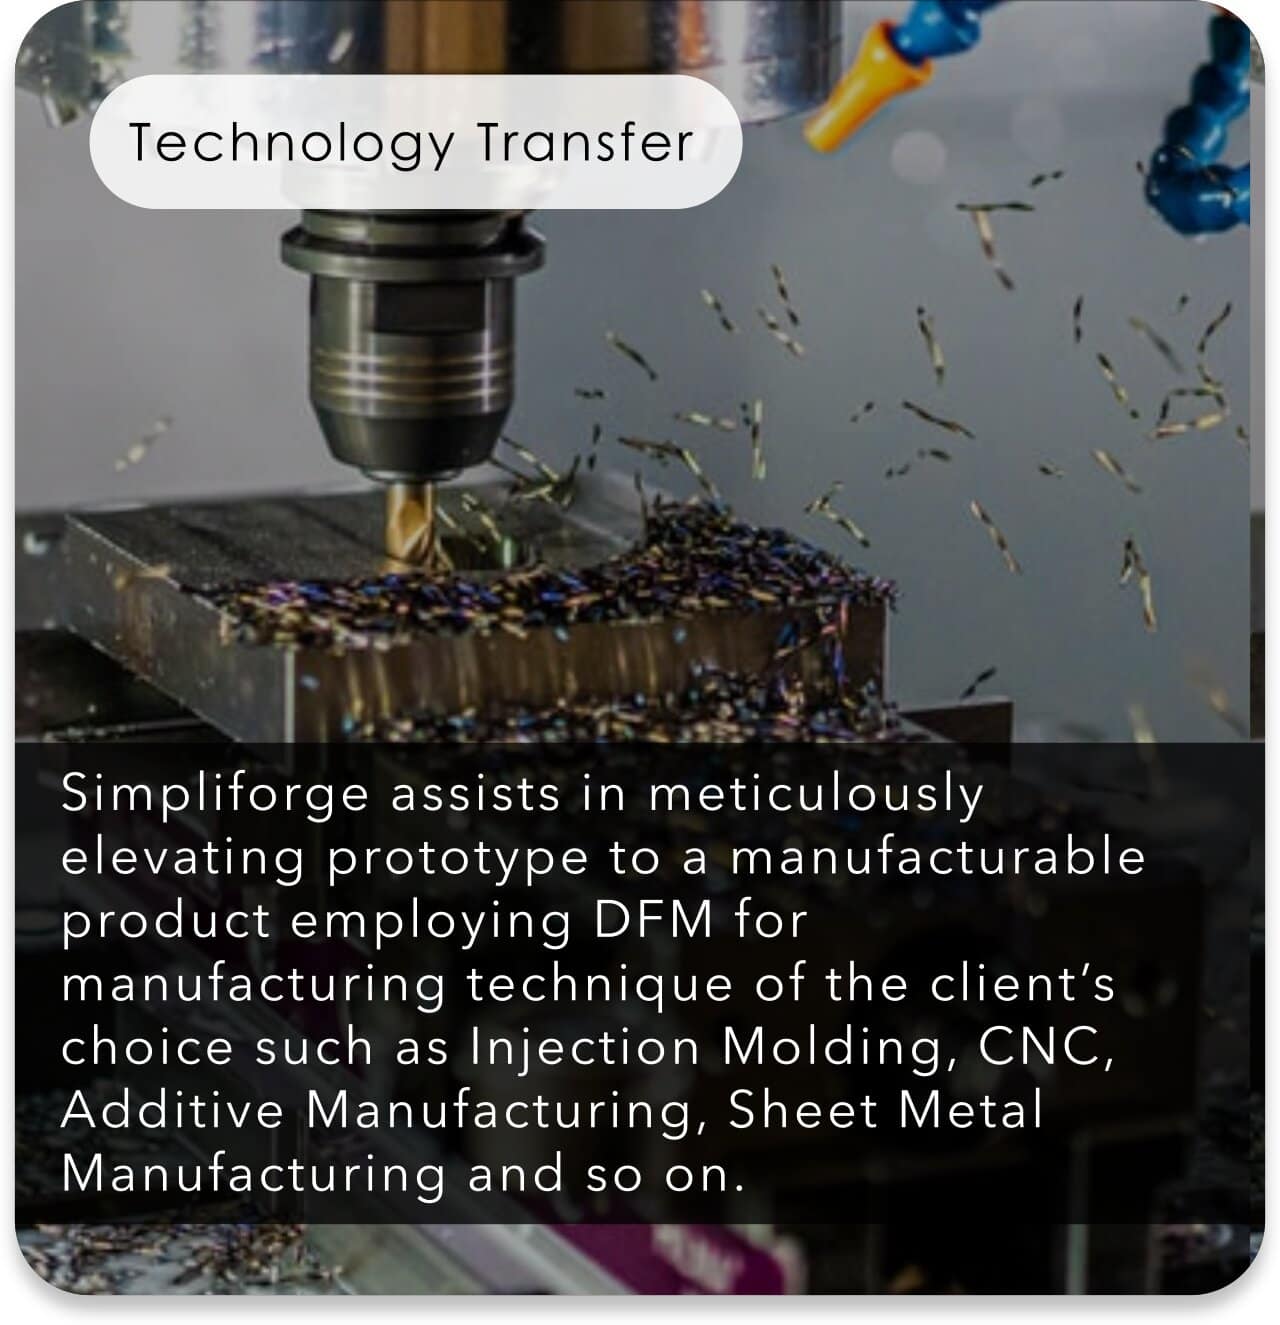 Technology Transfer
Simpliforge assists in meticulously
elevating prototype to a manufacturable
product employing DFM for
manufacturing technique of the client’s
choice such as Injection Molding, CNC,
Additive Manufacturing, Sheet Metal
Manufacturing and so on.